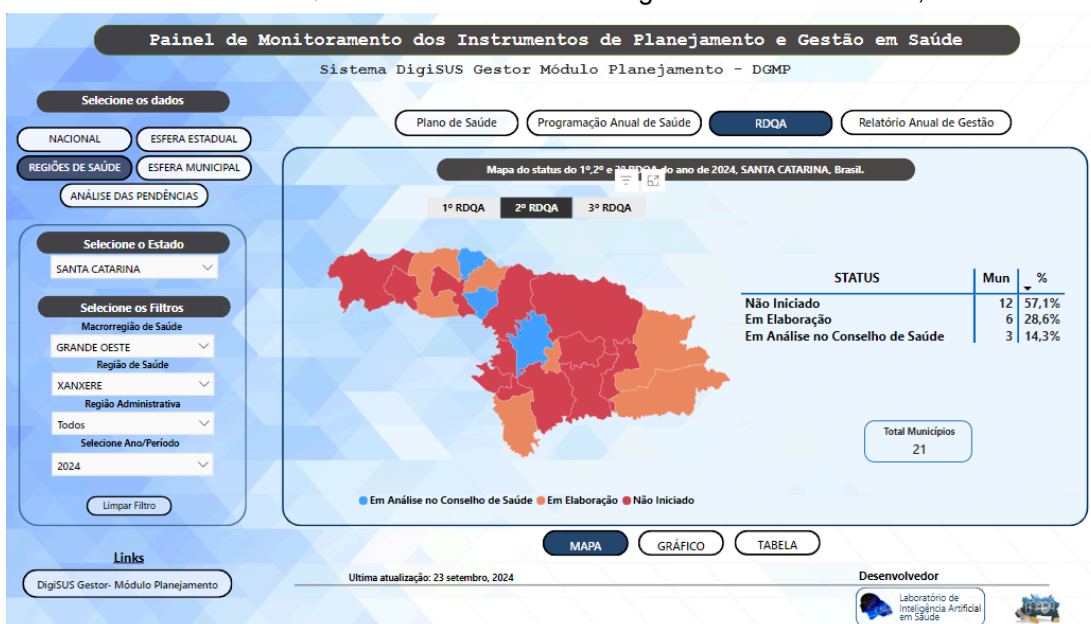 Painel de Monitoramento dos Instrumentos de Planejamento e Gestão em Saúde
Sistema DigiSUS Gestor Módulo Planejamento - DGMP
Selecione os dados
NACIONAL
ESFERA ESTADUAL
REGIÕES DE SAÚDE
ESFERA MUNICIPAL
ANÁLISE DAS PENDÊNCIAS
Plano de Saúde
Programação Anual de Saúde
RDQA
Relatório Anual de Gestão
Selecione o Estado
SANTA CATARINA
Selecione os Filtros
Macrorregião de Saúde
GRANDE OESTE
Região de Saúde
XANXERE
Região Administrativa
Todos
Selecione Ano/Período
2024
Limpar Filtro
Links
DigiSUS Gestor- Módulo Planejamento
Mapa do status do 1º,2º e 3º RDQA do ano de 2024, SANTA CATARINA, Brasil.
1º RDQA 2º RDQA 3º RDQA
STATUS Mun %
Não Iniciado 12 57,1%
Em Elaboração 6 28,6%
Em Análise no Conselho de Saúde 3 14,3%
Total Municípios
21
Em Análise no Conselho de Saúde Em Elaboração Não Iniciado
MAPA
GRÁFICO
TABELA
Ultima atualização: 23 setembro, 2024
Desenvolvedor
Laboratório de
Inteligência Artificial
em Saúde